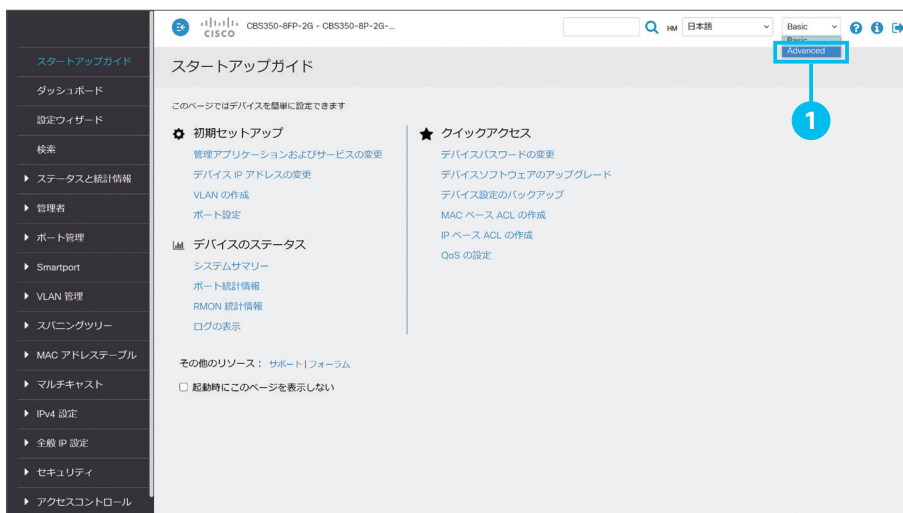 CISCO
CBS350-8FP-2G - CBS350-8P-2G-...
HM
日本語
Basic
Basic
Advanced
1
スタートアップガイド
ダッシュボード
設定ウィザード
検索
ステータスと統計情報
管理者
ポート管理
Smartport
VLAN 管理
スパニングツリー
MAC アドレステーブル
マルチキャスト
IPv4 設定
全般 IP 設定
セキュリティ
アクセスコントロール
スタートアップガイド
このページではデバイスを簡単に設定できます
初期セットアップ
管理アプリケーションおよびサービスの変更
デバイス IP アドレスの変更
VLAN の作成
ポート設定
デバイスのステータス
システムサマリー
ポート統計情報
RMON 統計情報
ログの表示
クイックアクセス
デバイスパスワードの変更
デバイスソフトウェアのアップグレード
デバイス設定のバックアップ
MAC ベース ACL の作成
IP ベース ACL の作成
QoS の設定
その他のリソース： サポート | フォーラム
起動時にこのページを表示しない